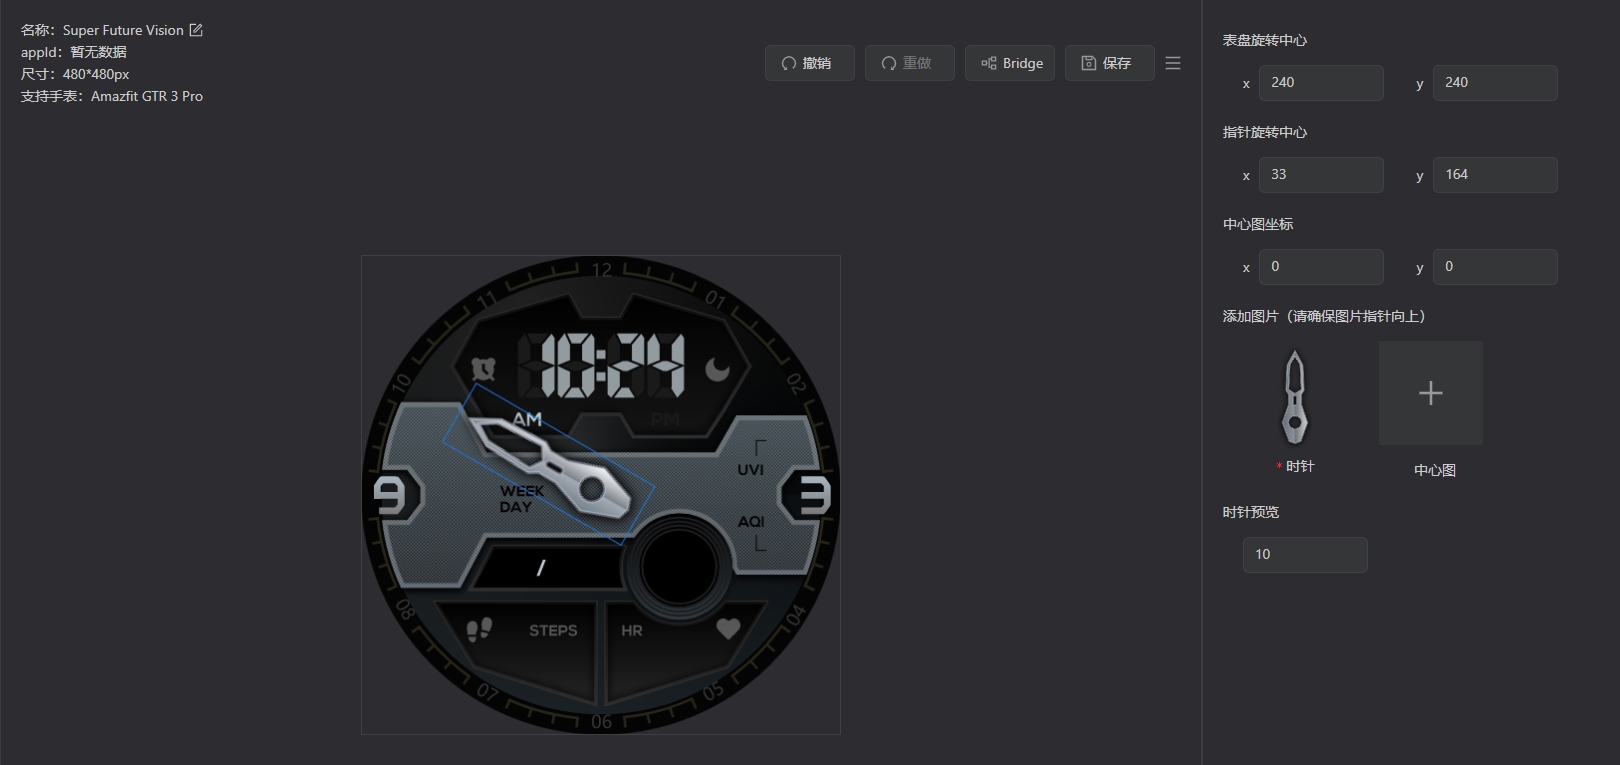 名称：Super Future Vision
appId：暂无数据
尺寸：480*480px
支持手表：Amazfit GTR 3 Pro
撤销
重做
Bridge
保存
12
11
01
10
02
10:24
AM
PM
UVI
WEEK
DAY
9
3
AQI
/
08
04
STEPS
HR
07
05
06
表盘旋转中心
x 240 y 240
指针旋转中心
x 33 y 164
中心图坐标
x 0 y 0
添加图片（请确保图片指针向上）
* 时针
中心图
时针预览
10